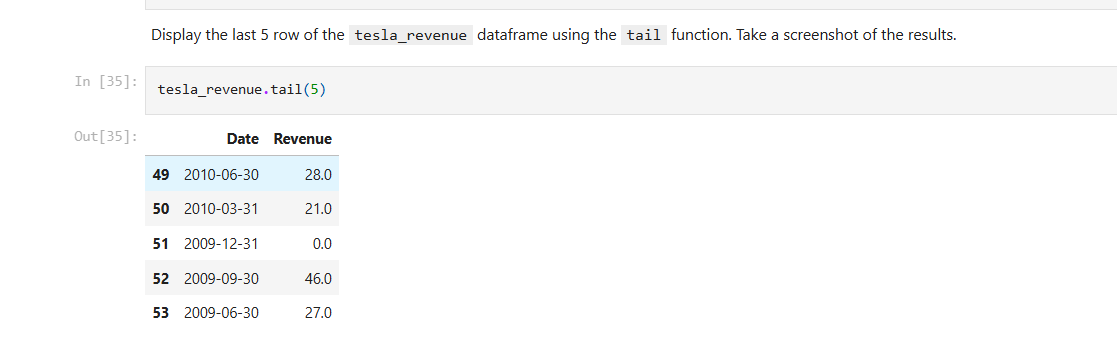 Display the last 5 row of the tesla_revenue dataframe using the tail function. Take a screenshot of the results.
In [35]: tesla_revenue.tail(5)
Out[35]:
Date Revenue
49 2010-06-30 28.0
50 2010-03-31 21.0
51 2009-12-31 0.0
52 2009-09-30 46.0
53 2009-06-30 27.0